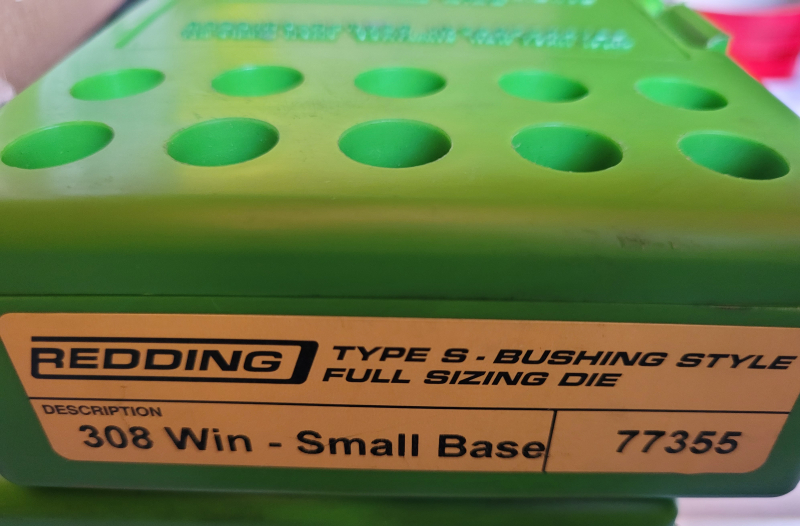 REDDING
TYPE S - BUSHING STYLE
FULL SIZING DIE
DESCRIPTION
308 Win - Small Base
77355